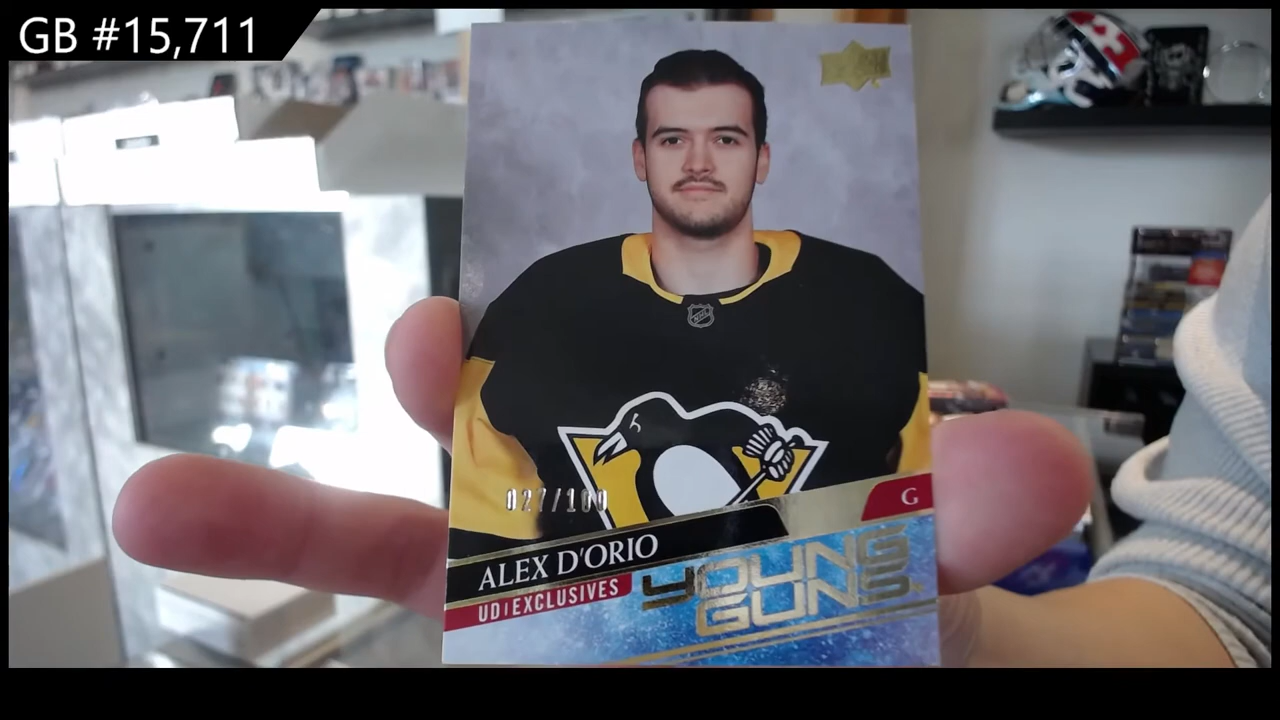 GB #15,711
027/100
G
ALEX D'ORIO
UD EXCLUSIVES
YOUNG
GUNS